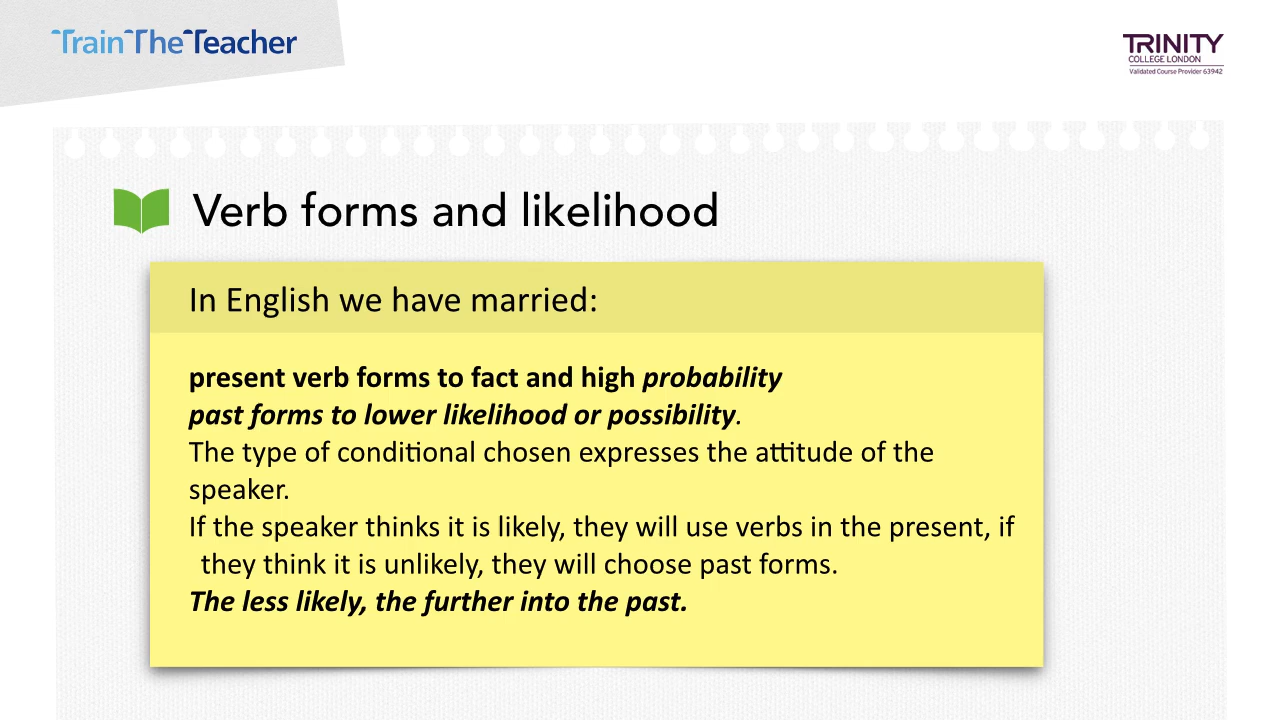 TrainTheTeacher
TRINITY
COLLEGE LONDON
Validated Course Provider 63942
Verb forms and likelihood
In English we have married:
present verb forms to fact and high probability
past forms to lower likelihood or possibility.
The type of conditional chosen expresses the attitude of the
speaker.
If the speaker thinks it is likely, they will use verbs in the present, if
they think it is unlikely, they will choose past forms.
The less likely, the further into the past.